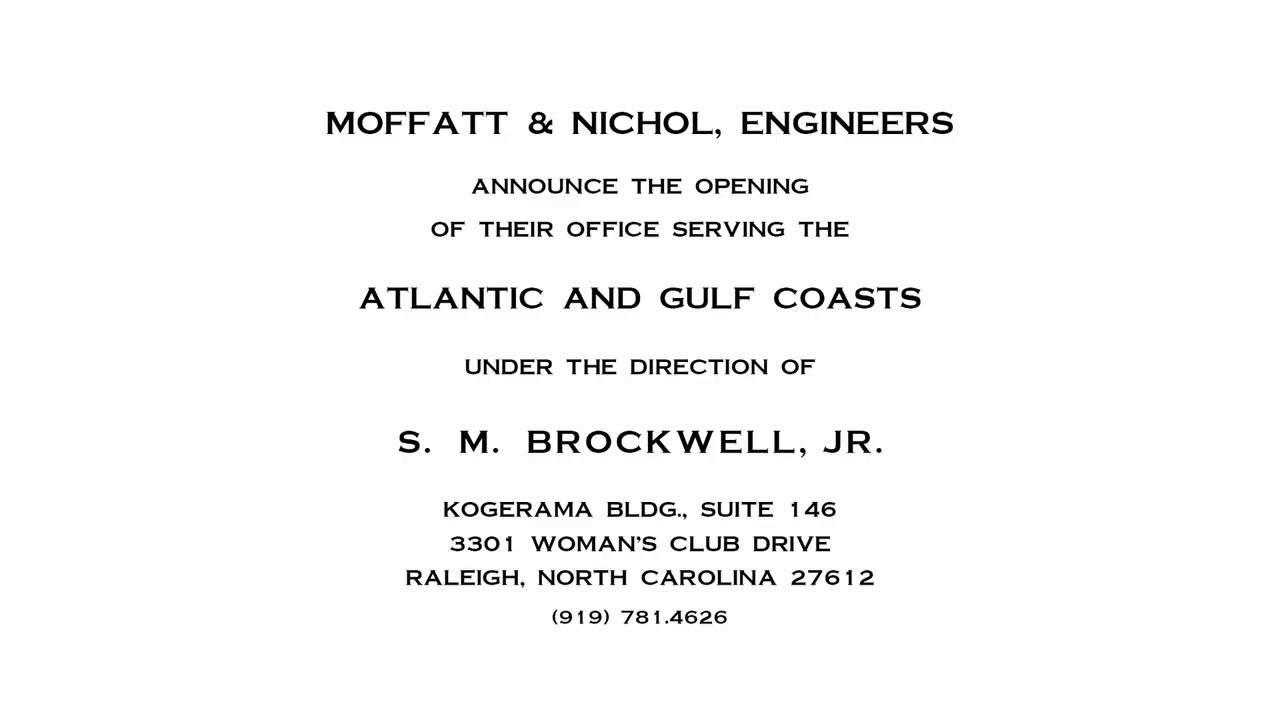 MOFFATT & NICHOL, ENGINEERS
ANNOUNCE THE OPENING
OF THEIR OFFICE SERVING THE
ATLANTIC AND GULF COASTS
UNDER THE DIRECTION OF
S. M. BROCKWELL, JR.
KOGERAMA BLDG., SUITE 146
3301 WOMAN'S CLUB DRIVE
RALEIGH, NORTH CAROLINA 27612
(919) 781.4626